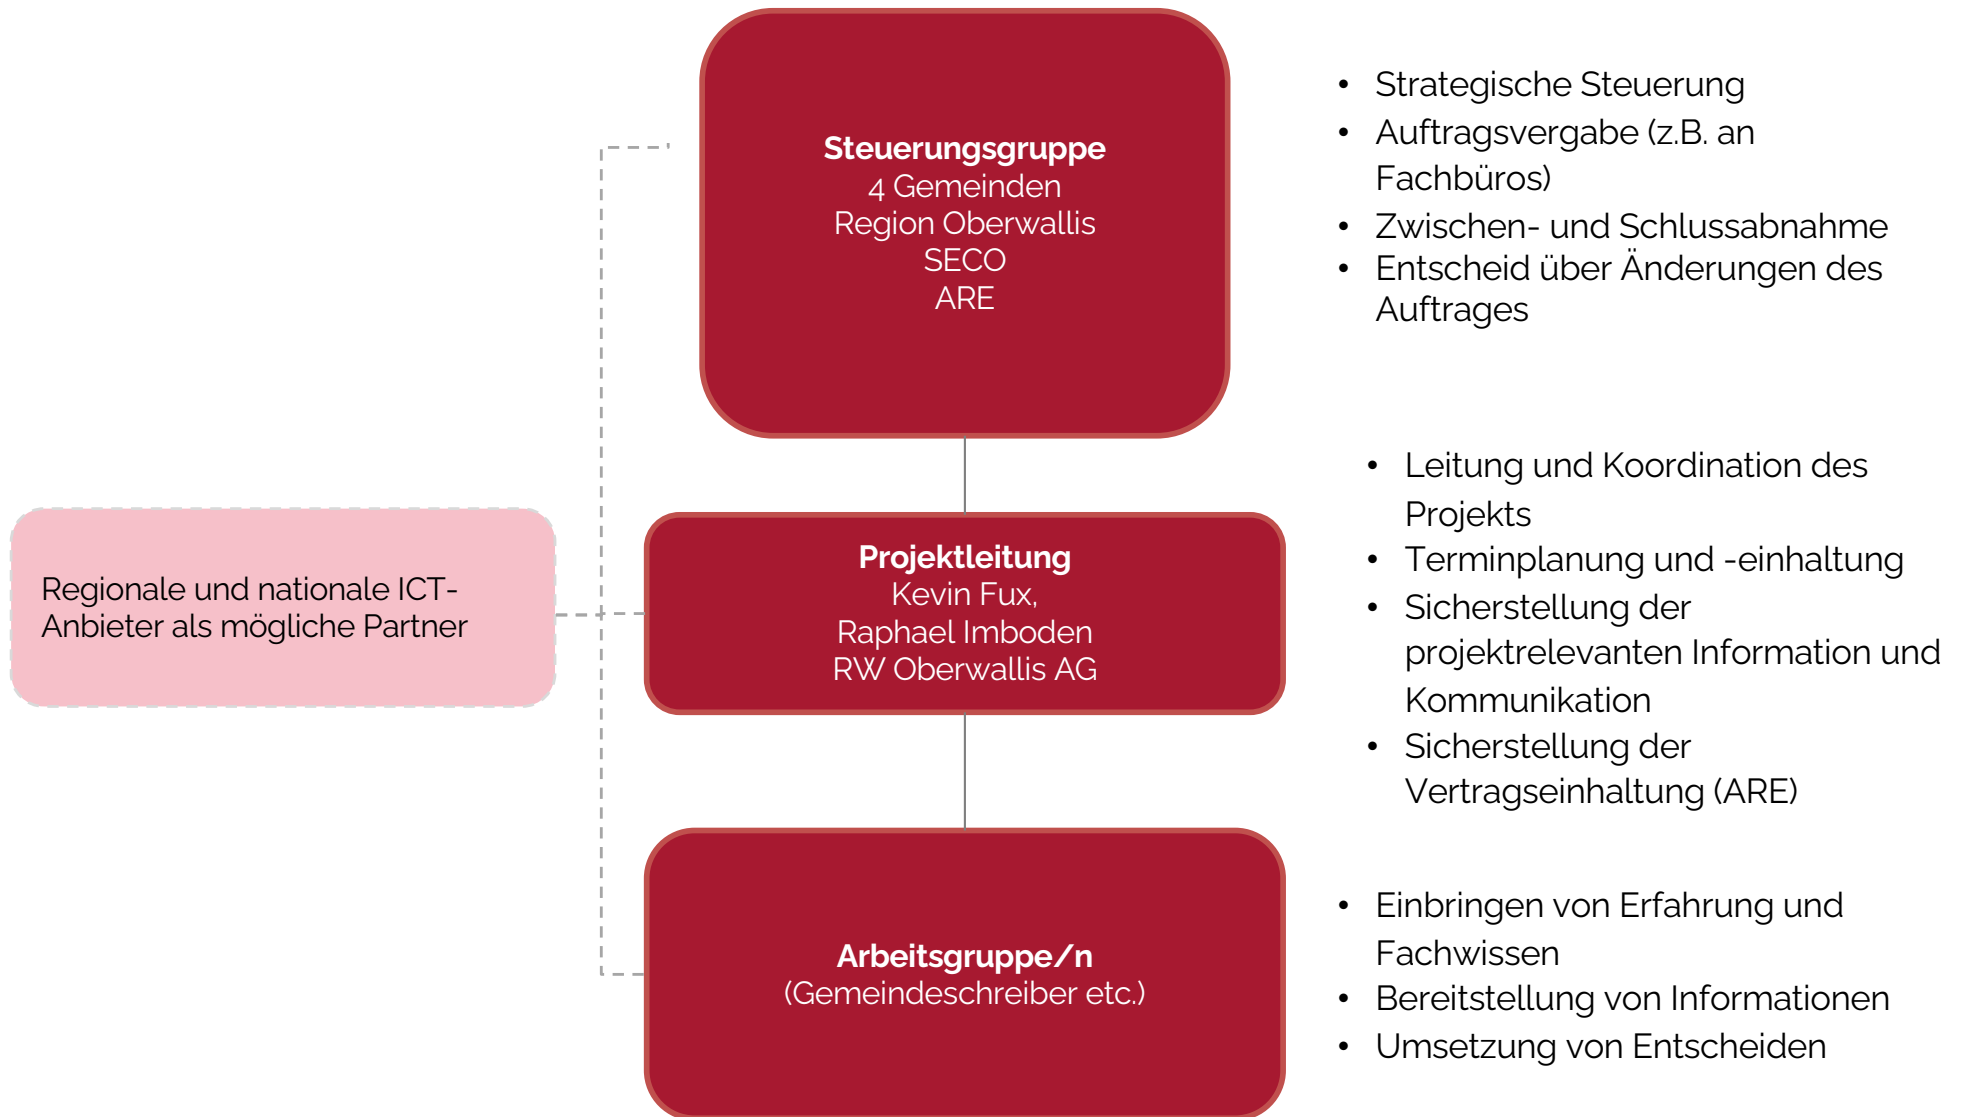 Steuerungsgruppe
4 Gemeinden
Region Oberwallis
SECO
ARE
• Strategische Steuerung
• Auftragsvergabe (z.B. an
Fachbüros)
• Zwischen- und Schlussabnahme
• Entscheid über Änderungen des
Auftrages
Regionale und nationale ICT-
Anbieter als mögliche Partner
Projektleitung
Kevin Fux,
Raphael Imboden
RW Oberwallis AG
• Leitung und Koordination des
Projekts
• Terminplanung und -einhaltung
• Sicherstellung der
projektrelevanten Information und
Kommunikation
• Sicherstellung der
Vertragseinhaltung (ARE)
Arbeitsgruppe/n
(Gemeindeschreiber etc.)
• Einbringen von Erfahrung und
Fachwissen
• Bereitstellung von Informationen
• Umsetzung von Entscheiden